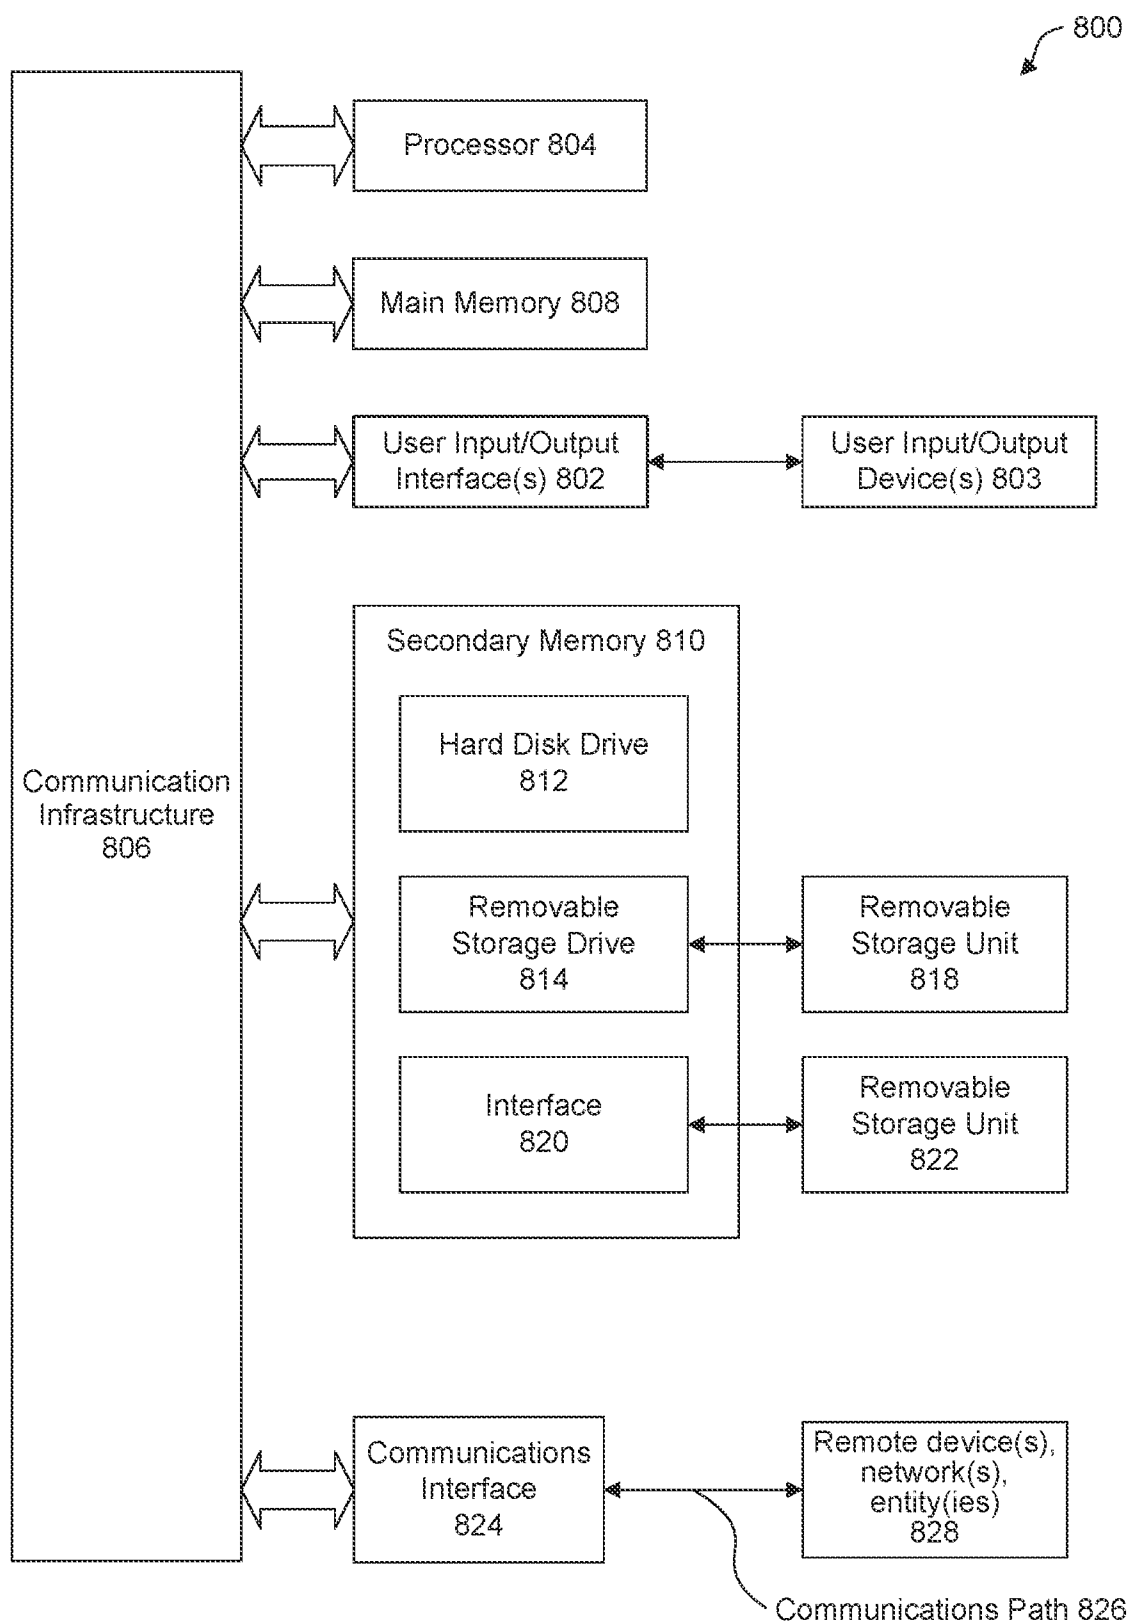 800
Processor 804
Main Memory 808
User Input/Output
Interface(s) 802
User Input/Output
Device(s) 803
Secondary Memory 810
Hard Disk Drive
812
Communication
Infrastructure
806
Removable
Storage Drive
814
Removable
Storage Unit
818
Interface
820
Removable
Storage Unit
822
Communications
Interface
824
Remote device(s),
network(s),
entity(ies)
828
Communications Path 826